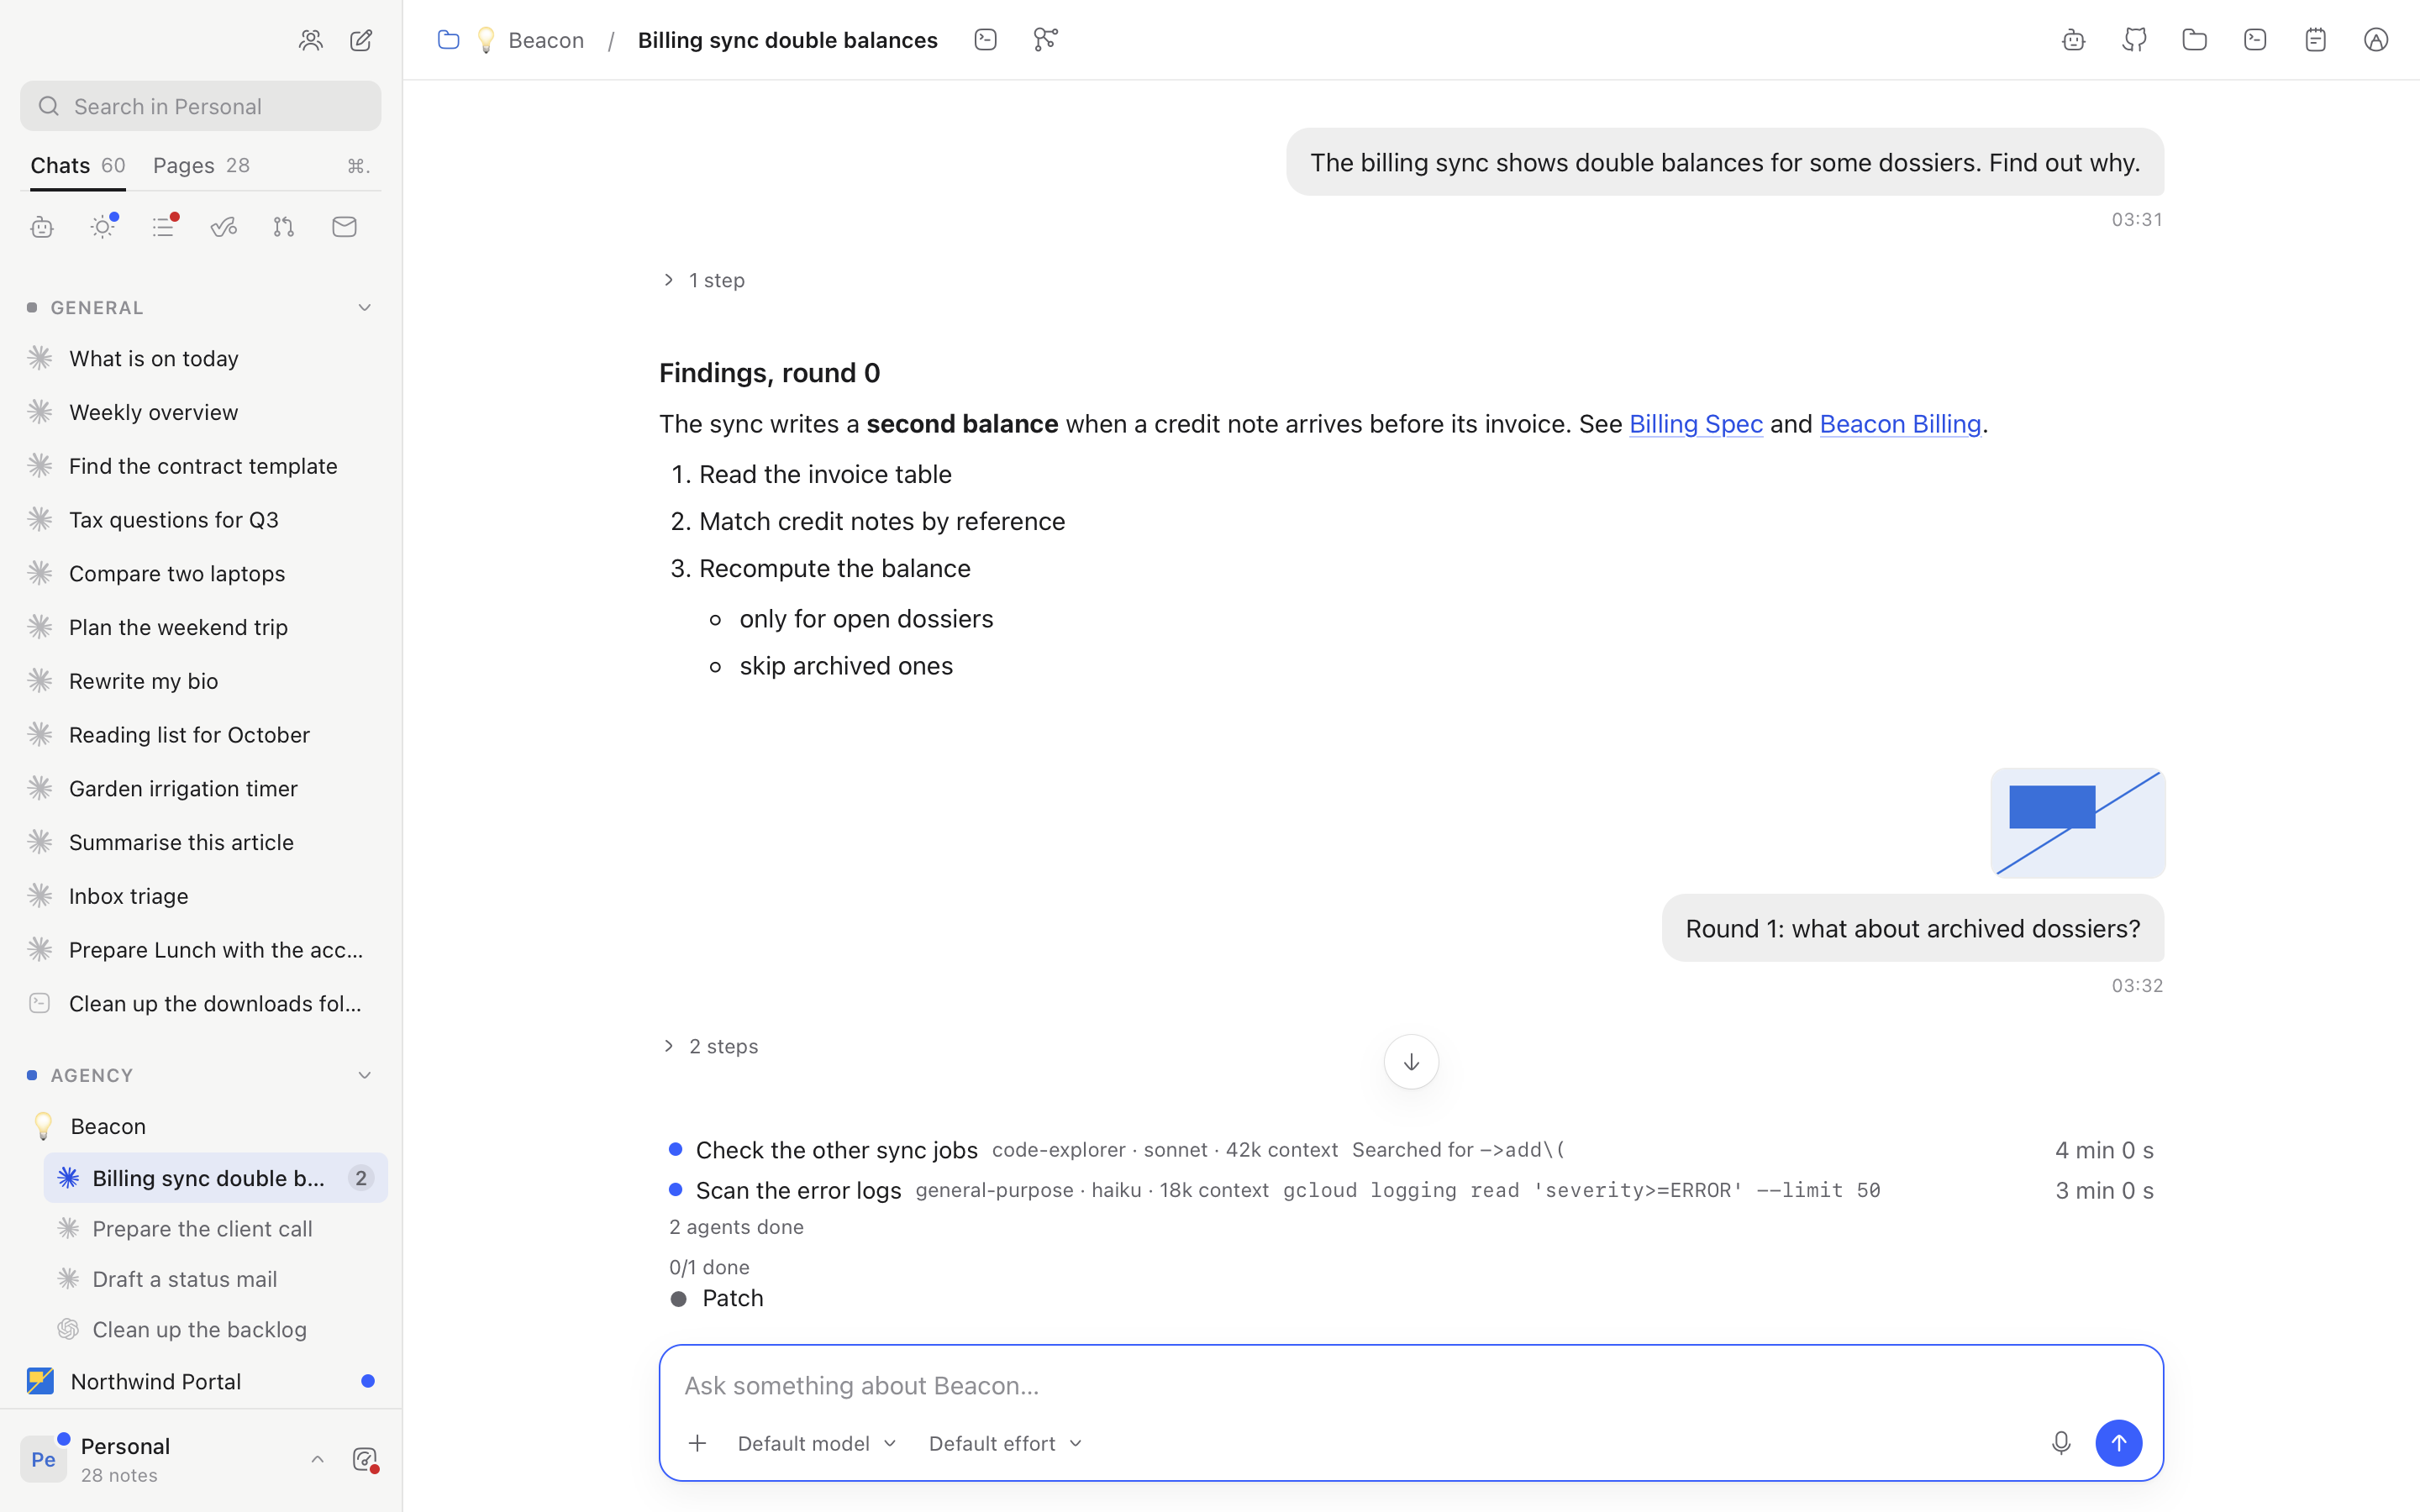 Search in Personal
Chats 60 Pages 28 ⌘.
GENERAL
What is on today
Weekly overview
Find the contract template
Tax questions for Q3
Compare two laptops
Plan the weekend trip
Rewrite my bio
Reading list for October
Garden irrigation timer
Summarise this article
Inbox triage
Prepare Lunch with the acc...
Clean up the downloads fol...
AGENCY
Beacon
Billing sync double b... 2
Prepare the client call
Draft a status mail
Clean up the backlog
Northwind Portal
Pe
Personal
28 notes
Beacon / Billing sync double balances
The billing sync shows double balances for some dossiers. Find out why.
03:31
1 step
Findings, round 0
The sync writes a second balance when a credit note arrives before its invoice. See Billing Spec and Beacon Billing.
1. Read the invoice table
2. Match credit notes by reference
3. Recompute the balance
only for open dossiers
skip archived ones
Round 1: what about archived dossiers?
03:32
2 steps
Check the other sync jobs code-explorer · sonnet · 42k context Searched for —>add\( 4 min 0 s
Scan the error logs general-purpose · haiku · 18k context gcloud logging read 'severity>=ERROR' --limit 50 3 min 0 s
2 agents done
0/1 done
Patch
Ask something about Beacon...
Default model Default effort